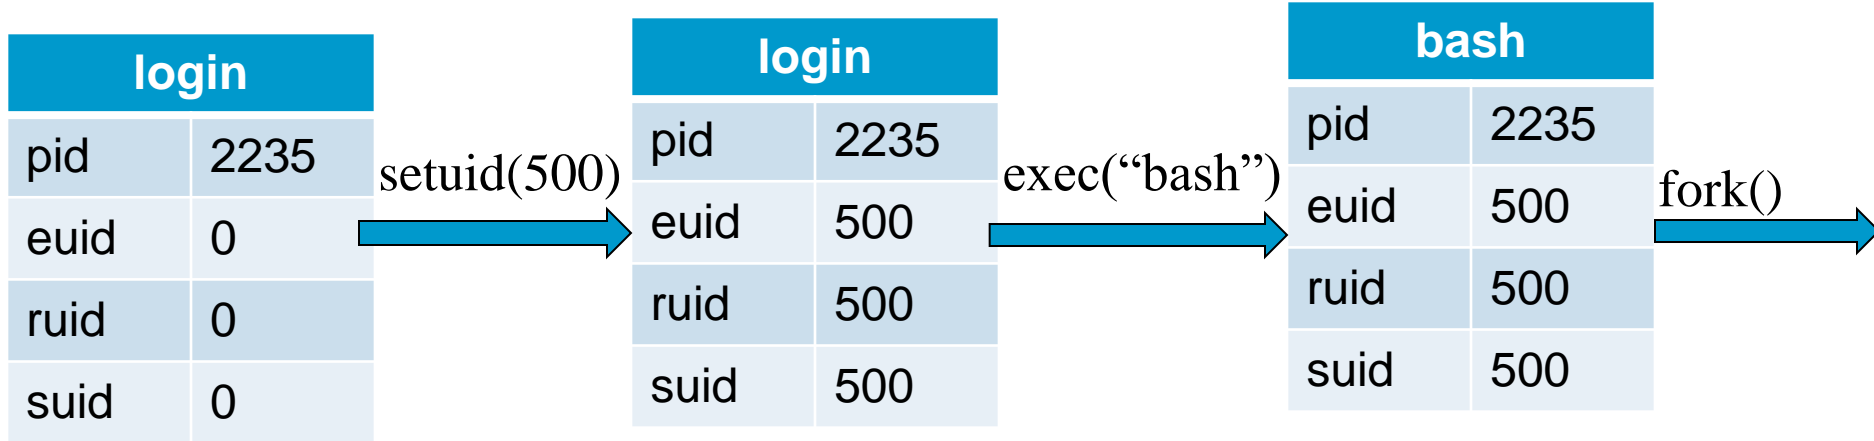 login
pid 2235
euid 0
ruid 0
suid 0
setuid(500)
login
pid 2235
euid 500
ruid 500
suid 500
exec(“bash”)
bash
pid 2235
euid 500
ruid 500
suid 500
fork()